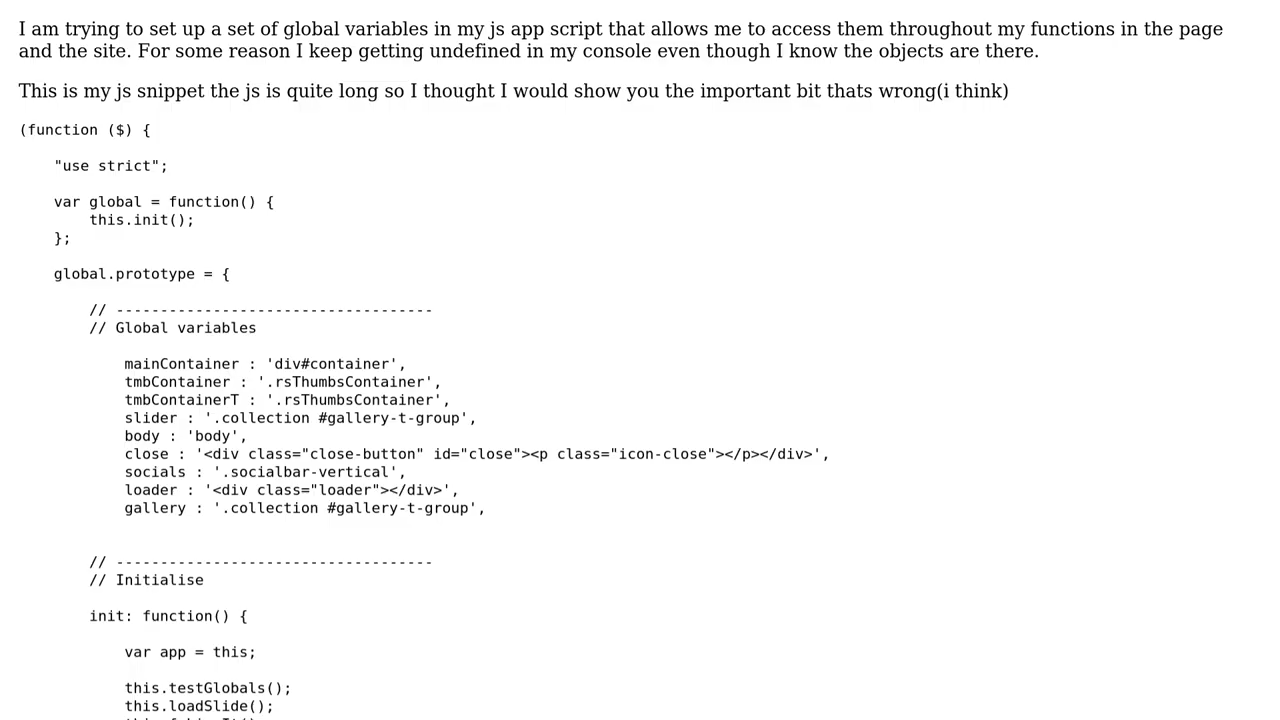 I am trying to set up a set of global variables in my js app script that allows me to access them throughout my functions in the page
and the site. For some reason I keep getting undefined in my console even though I know the objects are there.
This is my js snippet the js is quite long so I thought I would show you the important bit thats wrong(i think)
(function ($) {
"use strict";
var global = function() {
this.init();
};
global.prototype = {
// ------------------------------------
// Global variables
mainContainer : 'div#container',
tmbContainer : '.rsThumbsContainer',
tmbContainerT : '.rsThumbsContainer',
slider : '.collection #gallery-t-group',
body : 'body',
close : '<div class="close-button" id="close"><p class="icon-close"></p></div>',
socials : '.socialbar-vertical',
loader : '<div class="loader"></div>',
gallery : '.collection #gallery-t-group',
// ------------------------------------
// Initialise
init: function() {
var app = this;
this.testGlobals();
this.loadSlide();